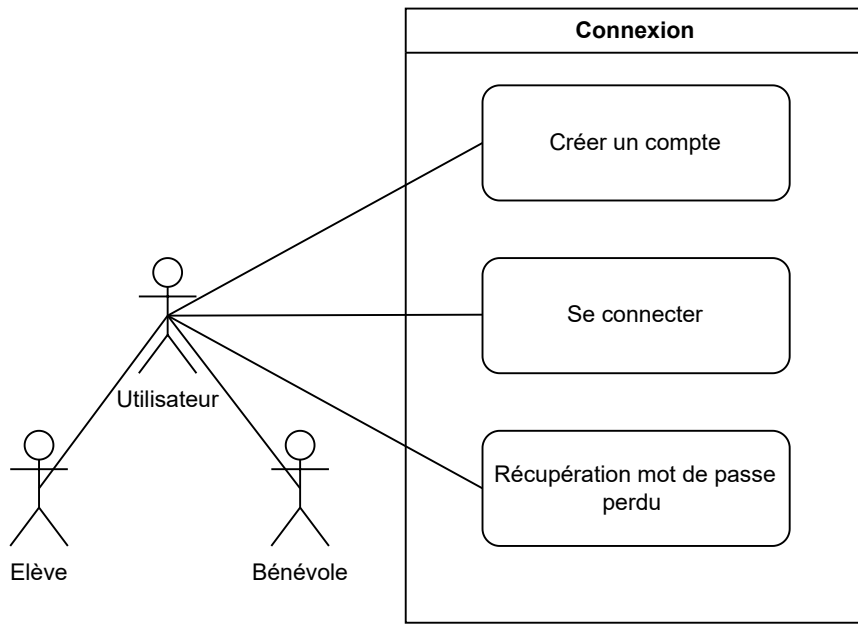 Connexion
Créer un compte
Se connecter
Utilisateur
Récupération mot de passe
perdu
Elève
Bénévole